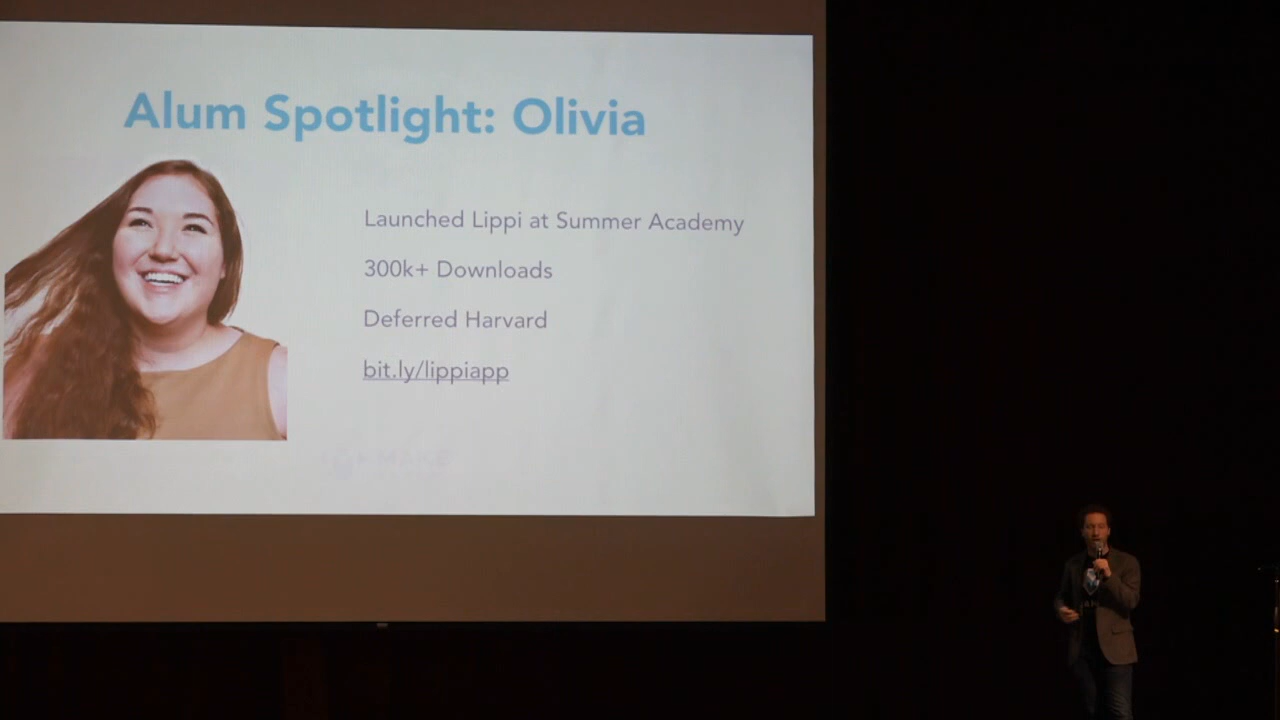 Alum Spotlight: Olivia
Launched Lippi at Summer Academy
300k+ Downloads
Deferred Harvard
bit.ly/lippiapp